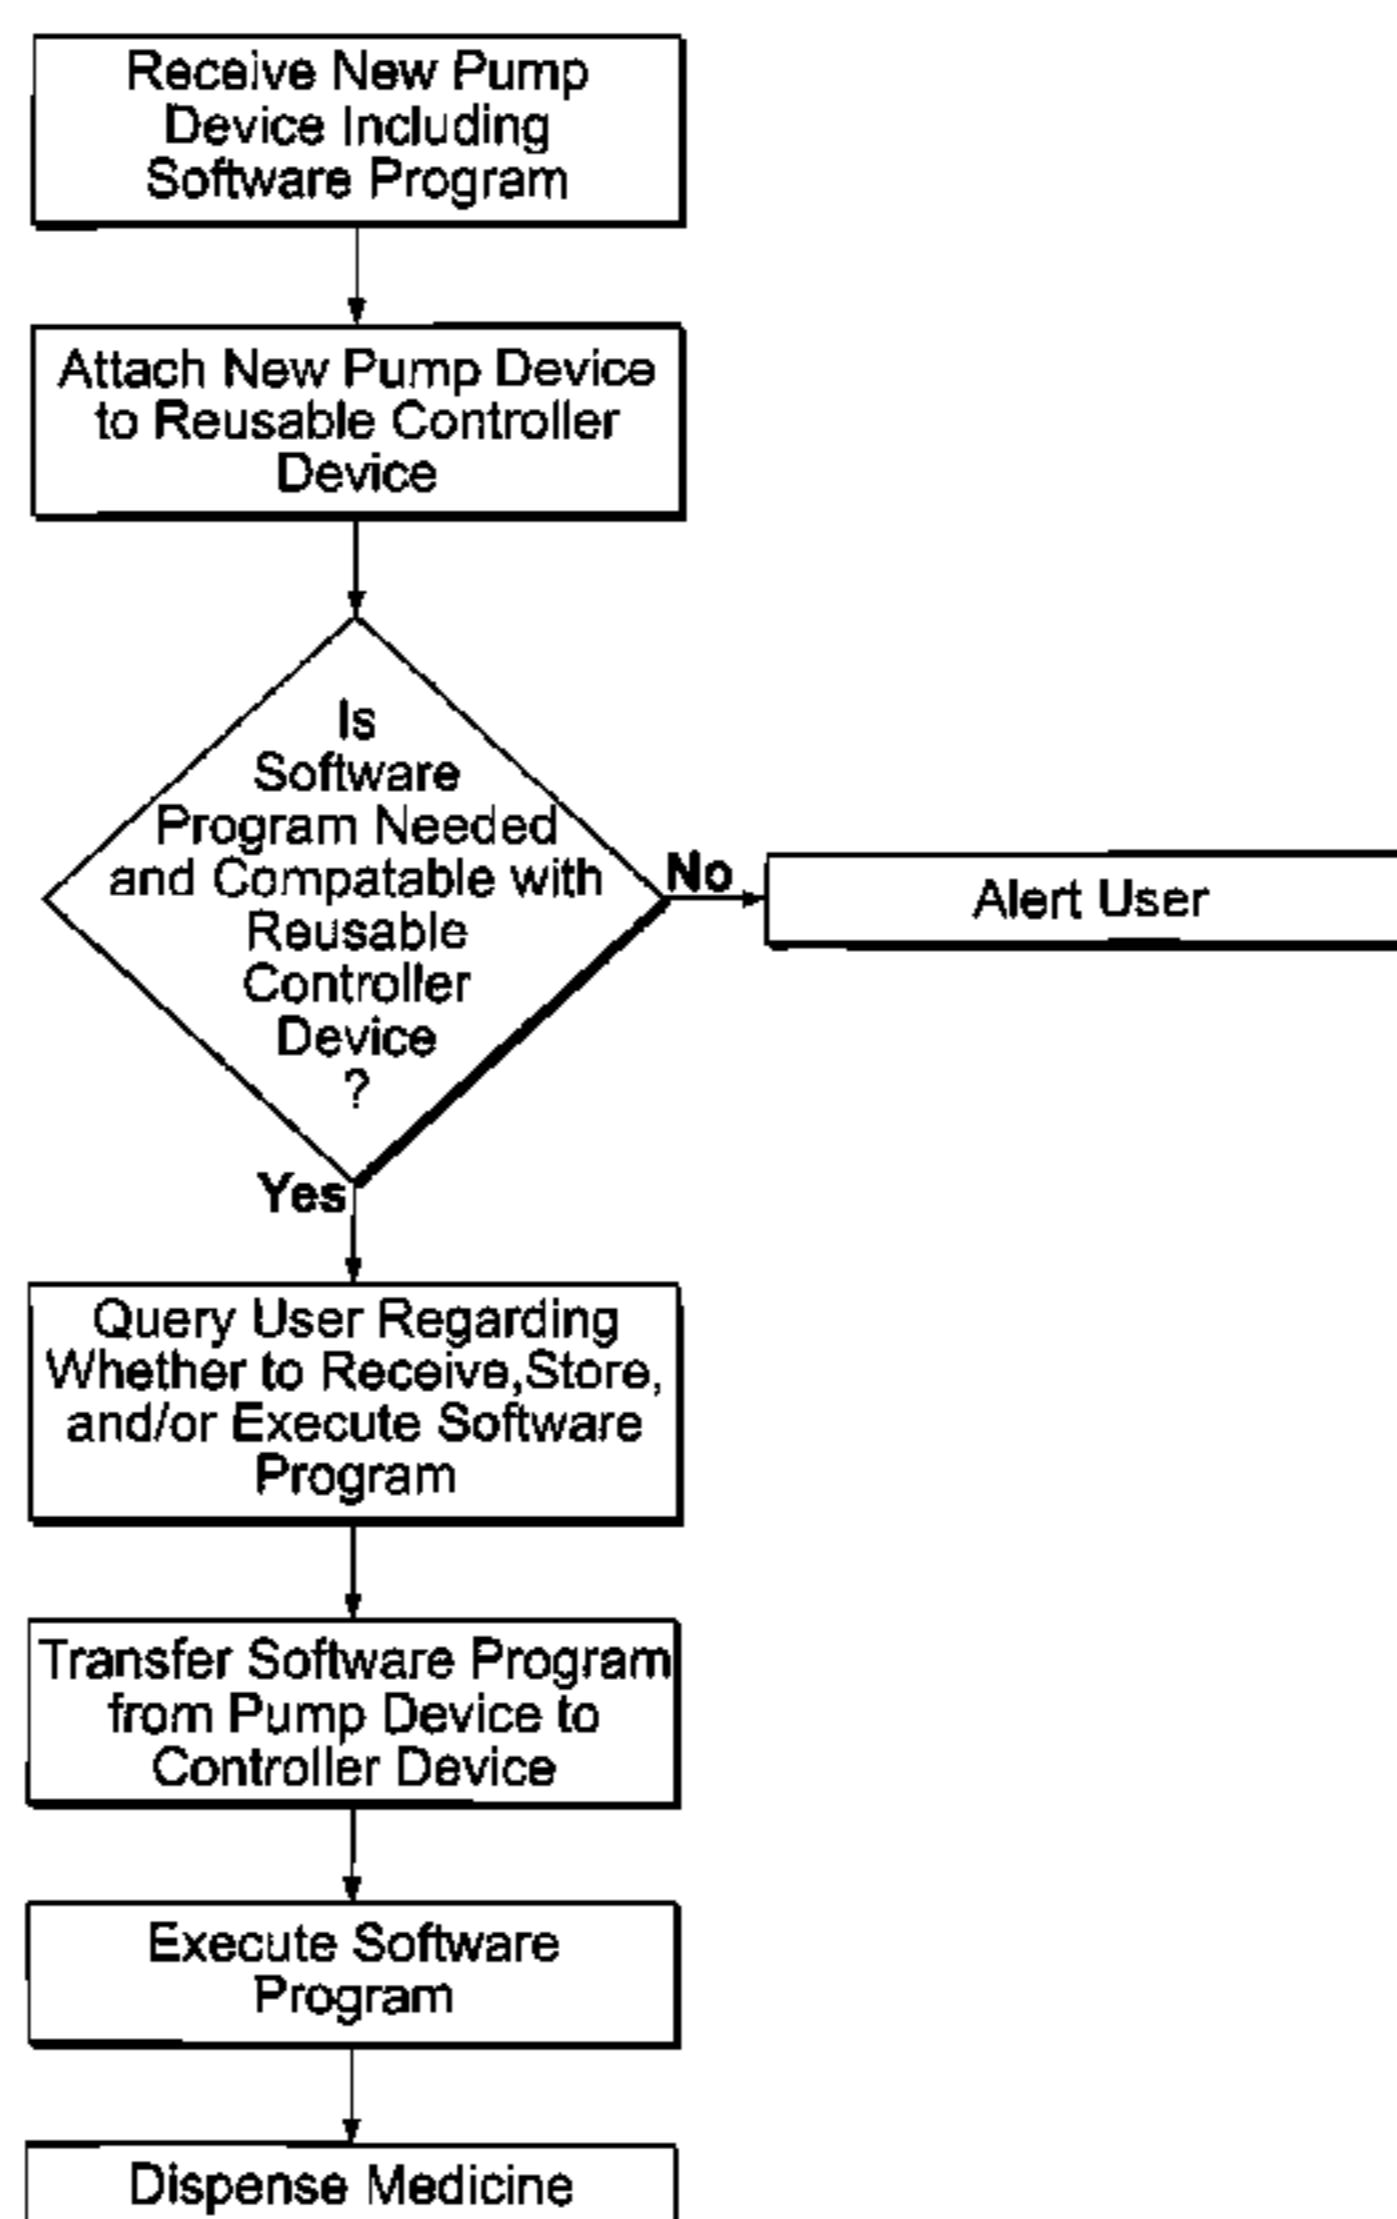 Receive New Pump
Device Including
Software Program
Attach New Pump Device
to Reusable Controller
Device
Is
Software
Program Needed
and Compatable with
Reusable
Controller
Device
?
No
Alert User
Yes
Query User Regarding
Whether to Receive,Store,
and/or Execute Software
Program
Transfer Software Program
from Pump Device to
Controller Device
Execute Software
Program
Dispense Medicine